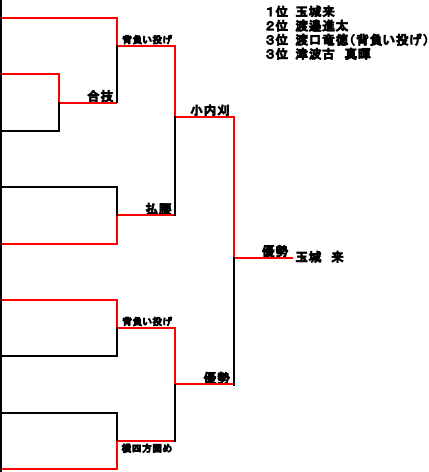 1位 玉城来
2位 渡邉進太
3位 渡口竜徳(背負い投げ)
3位 津波古　真暉
背負い投げ
合技
小内刈
払腰
優勢
玉城　来
背負い投げ
優勢
横四方固め